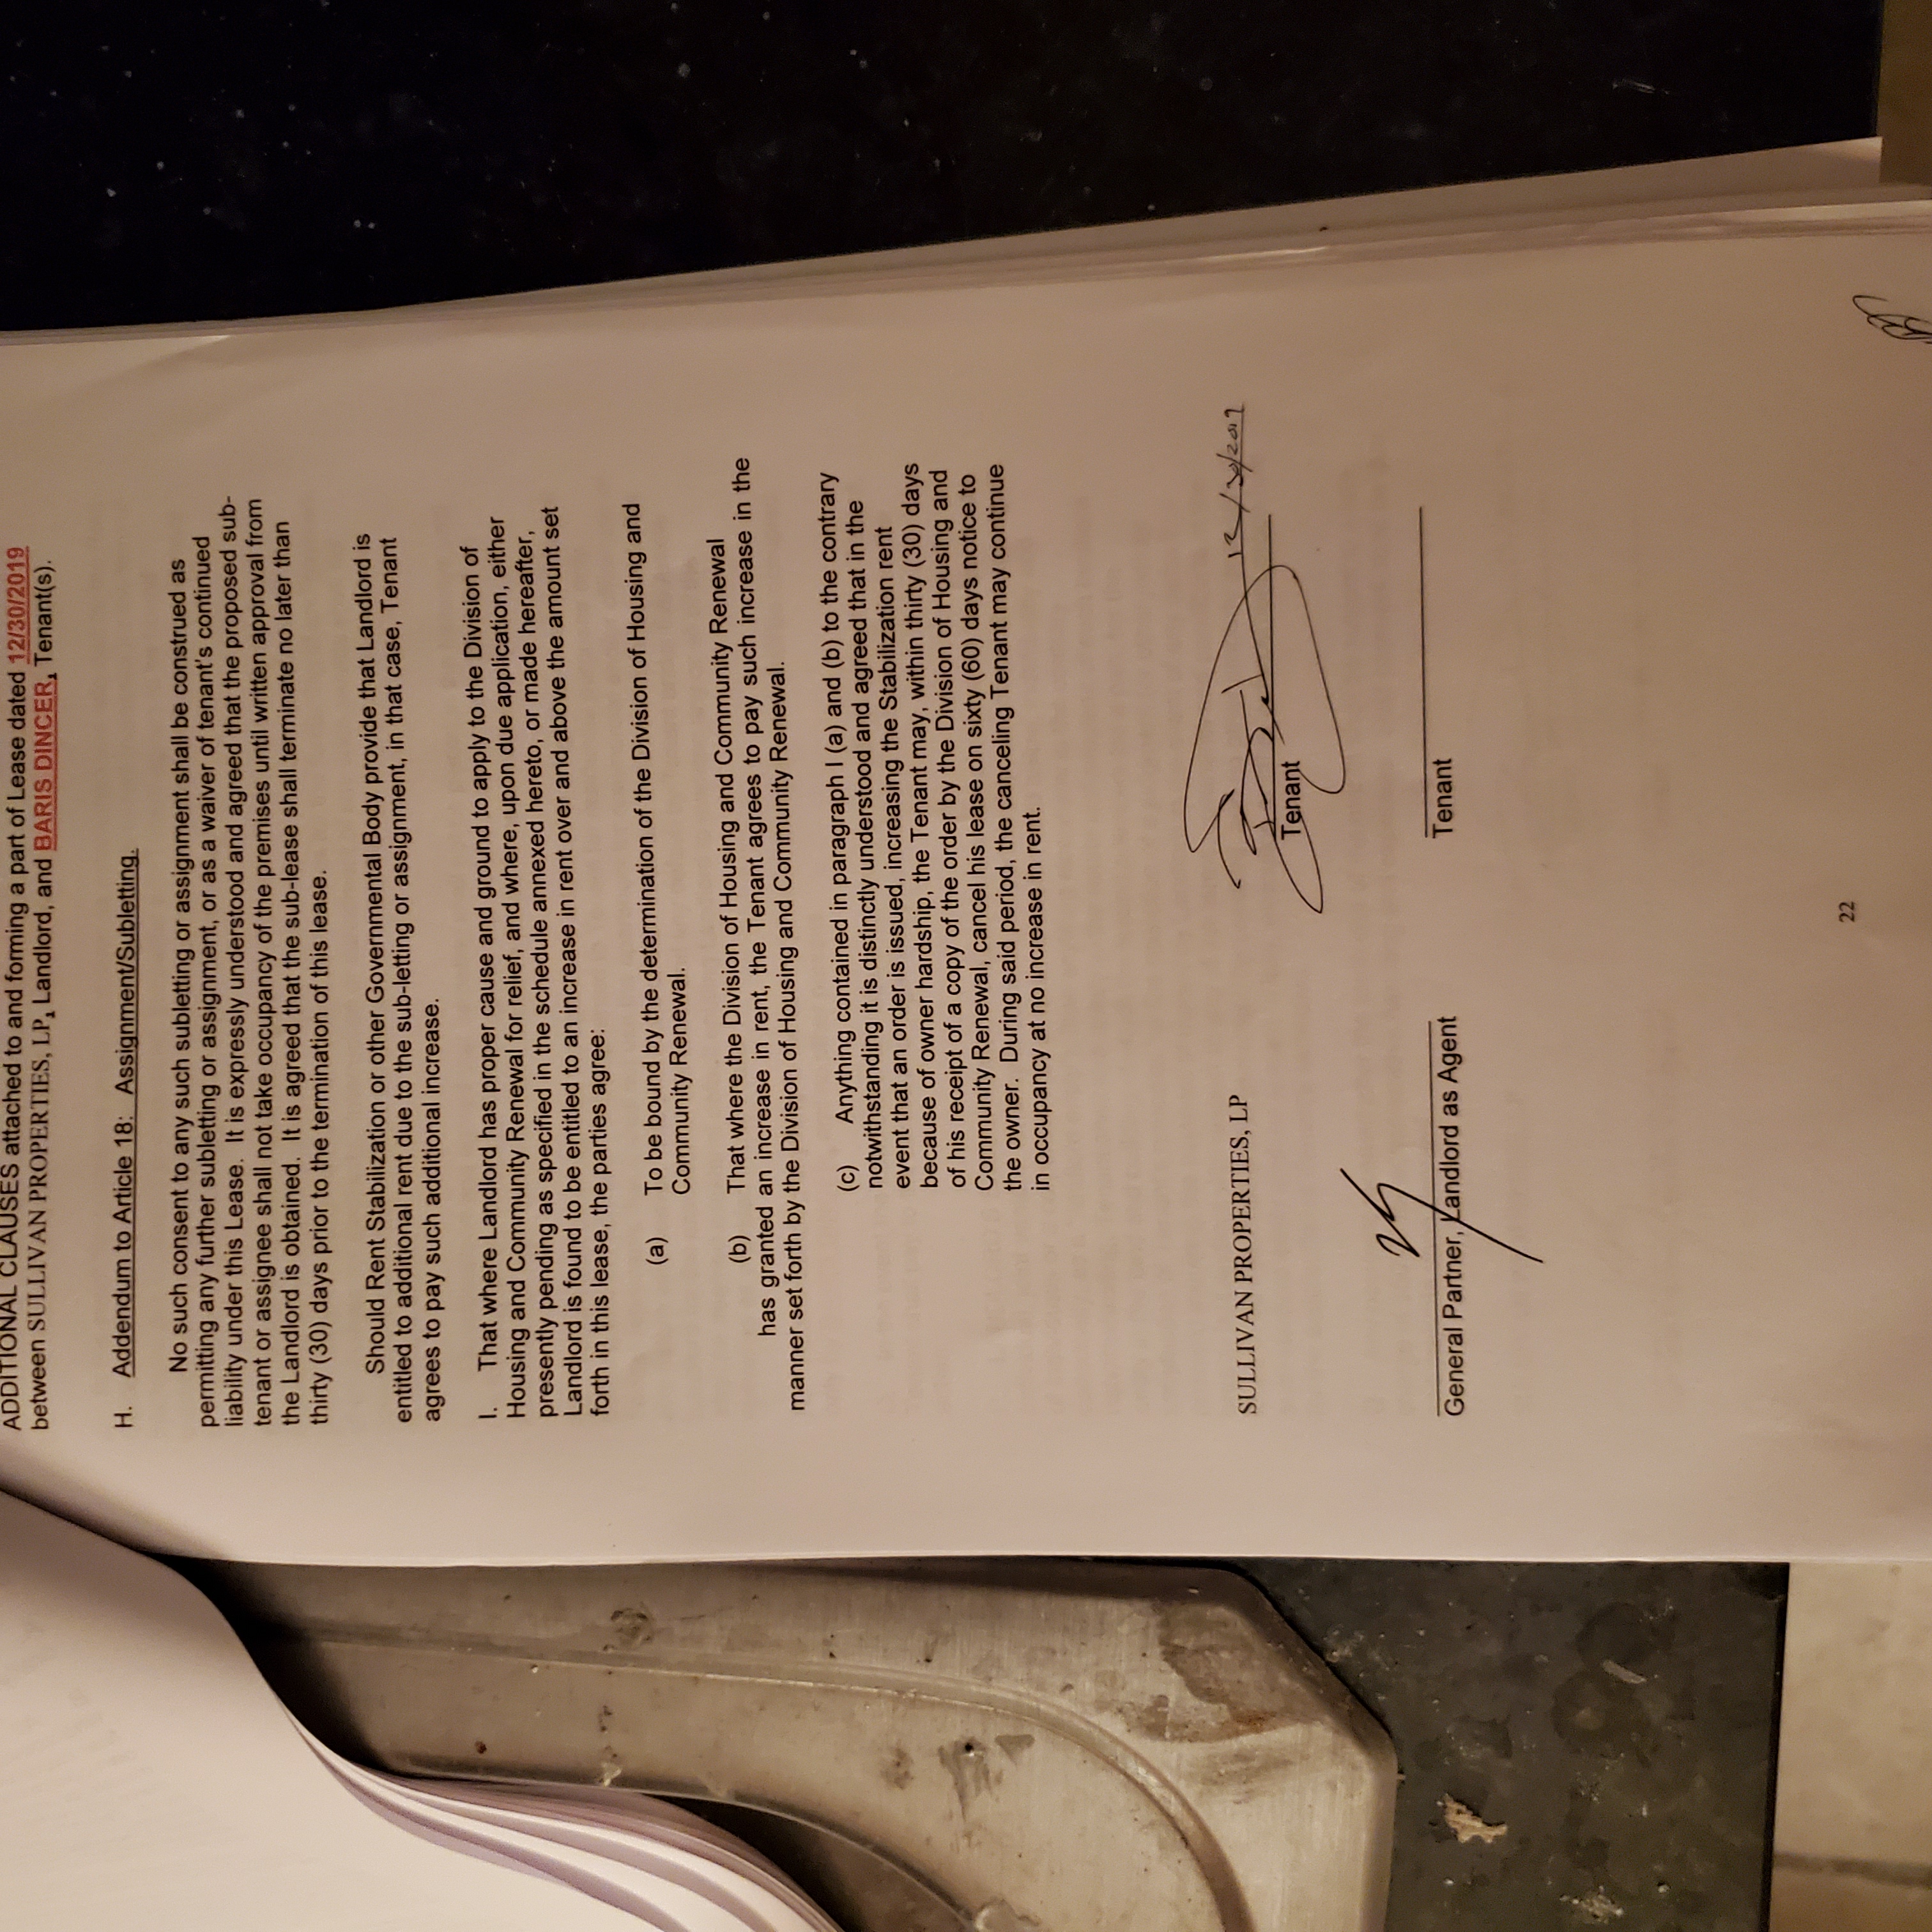 ADDITIONAL CLAUSES attached to and forming a part of Lease dated 12/30/2019
between SULLIVAN PROPERTIES, LP, Landlord, and BARIS DINCER, Tenant(s).
H. Addendum to Article 18: Assignment/Subletting.
No such consent to any such subletting or assignment shall be construed as
permitting any further subletting or assignment, or as a waiver of tenant's continued
liability under this Lease. It is expressly understood and agreed that the proposed sub-
tenant or assignee shall not take occupancy of the premises until written approval from
the Landlord is obtained. It is agreed that the sub-lease shall terminate no later than
thirty (30) days prior to the termination of this lease.
Should Rent Stabilization or other Governmental Body provide that Landlord is
entitled to additional rent due to the sub-letting or assignment, in that case, Tenant
agrees to pay such additional increase.
I. That where Landlord has proper cause and ground to apply to the Division of
Housing and Community Renewal for relief, and where, upon due application, either
presently pending as specified in the schedule annexed hereto, or made hereafter,
Landlord is found to be entitled to an increase in rent over and above the amount set
forth in this lease, the parties agree:
(a) To be bound by the determination of the Division of Housing and
Community Renewal.
(b) That where the Division of Housing and Community Renewal
has granted an increase in rent, the Tenant agrees to pay such increase in the
manner set forth by the Division of Housing and Community Renewal.
(c) Anything contained in paragraph I (a) and (b) to the contrary
notwithstanding it is distinctly understood and agreed that in the
event that an order is issued, increasing the Stabilization rent
because of owner hardship, the Tenant may, within thirty (30) days
of his receipt of a copy of the order by the Division of Housing and
Community Renewal, cancel his lease on sixty (60) days notice to
the owner. During said period, the canceling Tenant may continue
in occupancy at no increase in rent.
SULLIVAN PROPERTIES, LP
12/30/2019
Tenant
General Partner, Landlord as Agent
Tenant
22